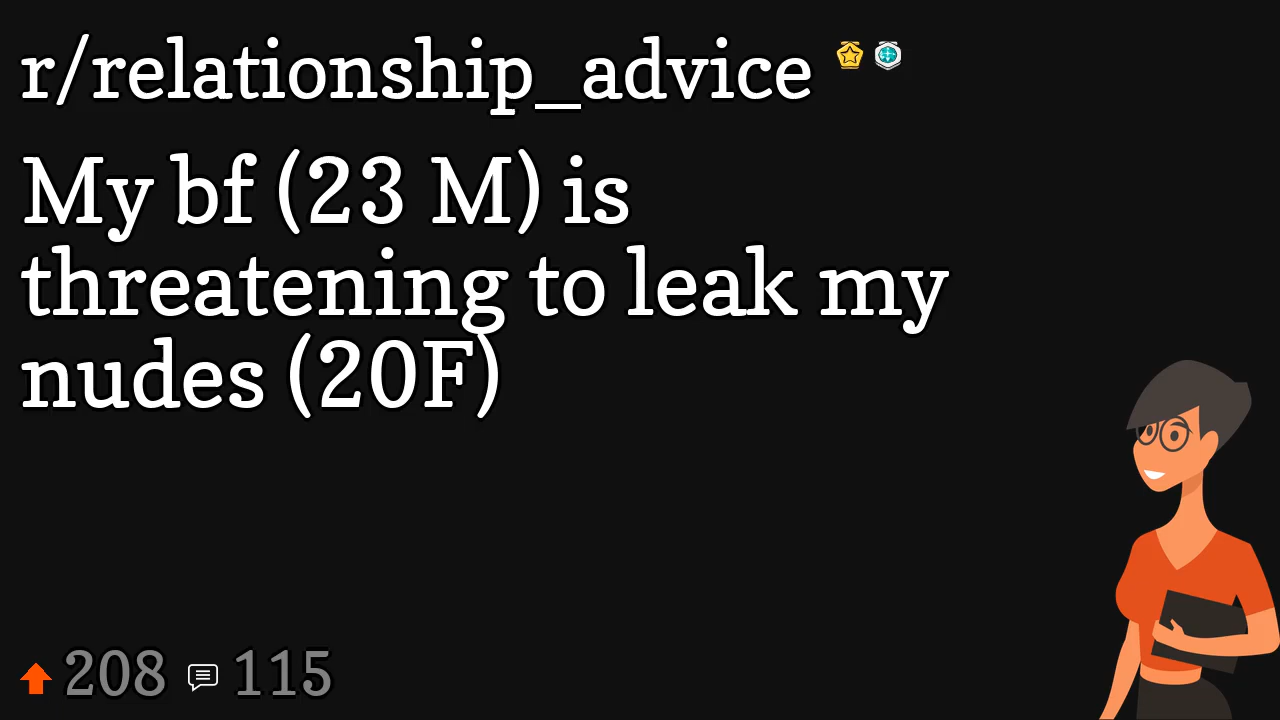 r/relationship_advice
My bf (23 M) is
threatening to leak my
nudes (20F)
208 115